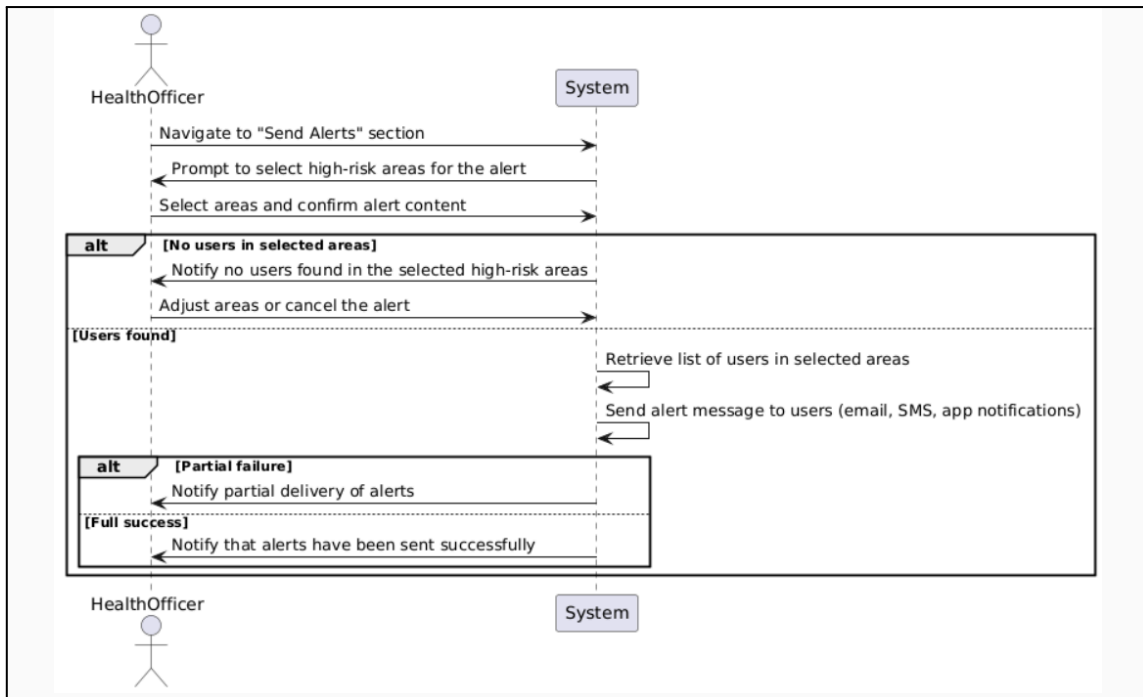 HealthOfficer
System
Navigate to "Send Alerts" section
Prompt to select high-risk areas for the alert
Select areas and confirm alert content
alt [No users in selected areas]
Notify no users found in the selected high-risk areas
Adjust areas or cancel the alert
[Users found]
Retrieve list of users in selected areas
Send alert message to users (email, SMS, app notifications)
alt [Partial failure]
Notify partial delivery of alerts
[Full success]
Notify that alerts have been sent successfully
HealthOfficer
System